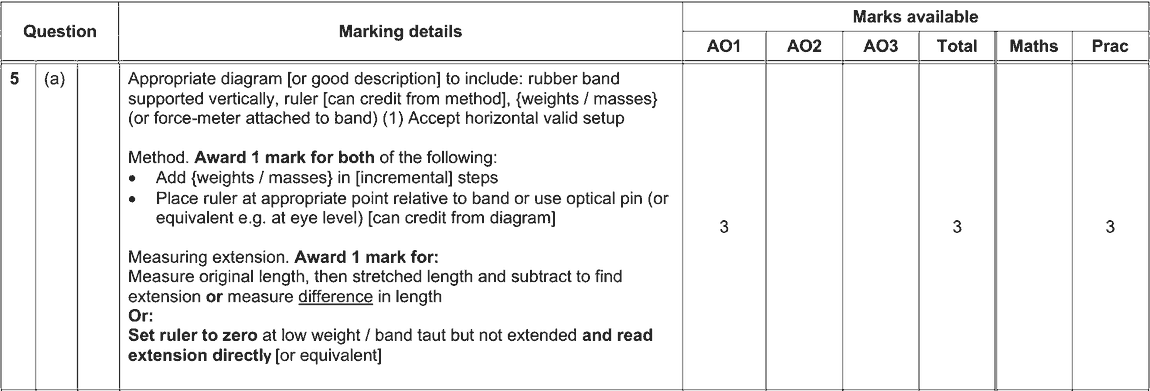 Question
Marking details
Marks available
AO1 AO2 AO3 Total Maths Prac
5 (a)
Appropriate diagram [or good description] to include: rubber band
supported vertically, ruler [can credit from method], {weights / masses}
(or force-meter attached to band) (1) Accept horizontal valid setup
Method. Award 1 mark for both of the following:
• Add {weights / masses} in [incremental] steps
• Place ruler at appropriate point relative to band or use optical pin (or
equivalent e.g. at eye level) [can credit from diagram]
3 3 3
Measuring extension. Award 1 mark for:
Measure original length, then stretched length and subtract to find
extension or measure difference in length
Or:
Set ruler to zero at low weight / band taut but not extended and read
extension directly [or equivalent]